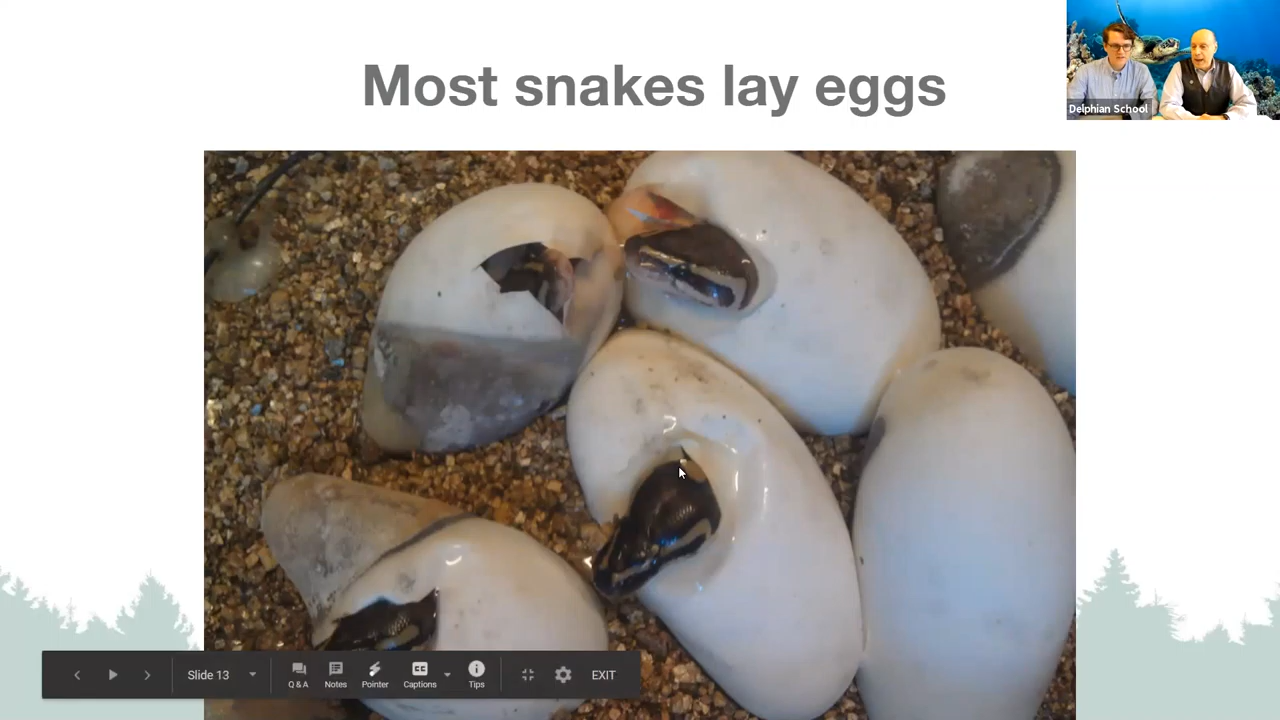 Most snakes lay eggs
Delphian School
Slide 13
Q & A
Notes
Pointer
Captions
Tips
EXIT